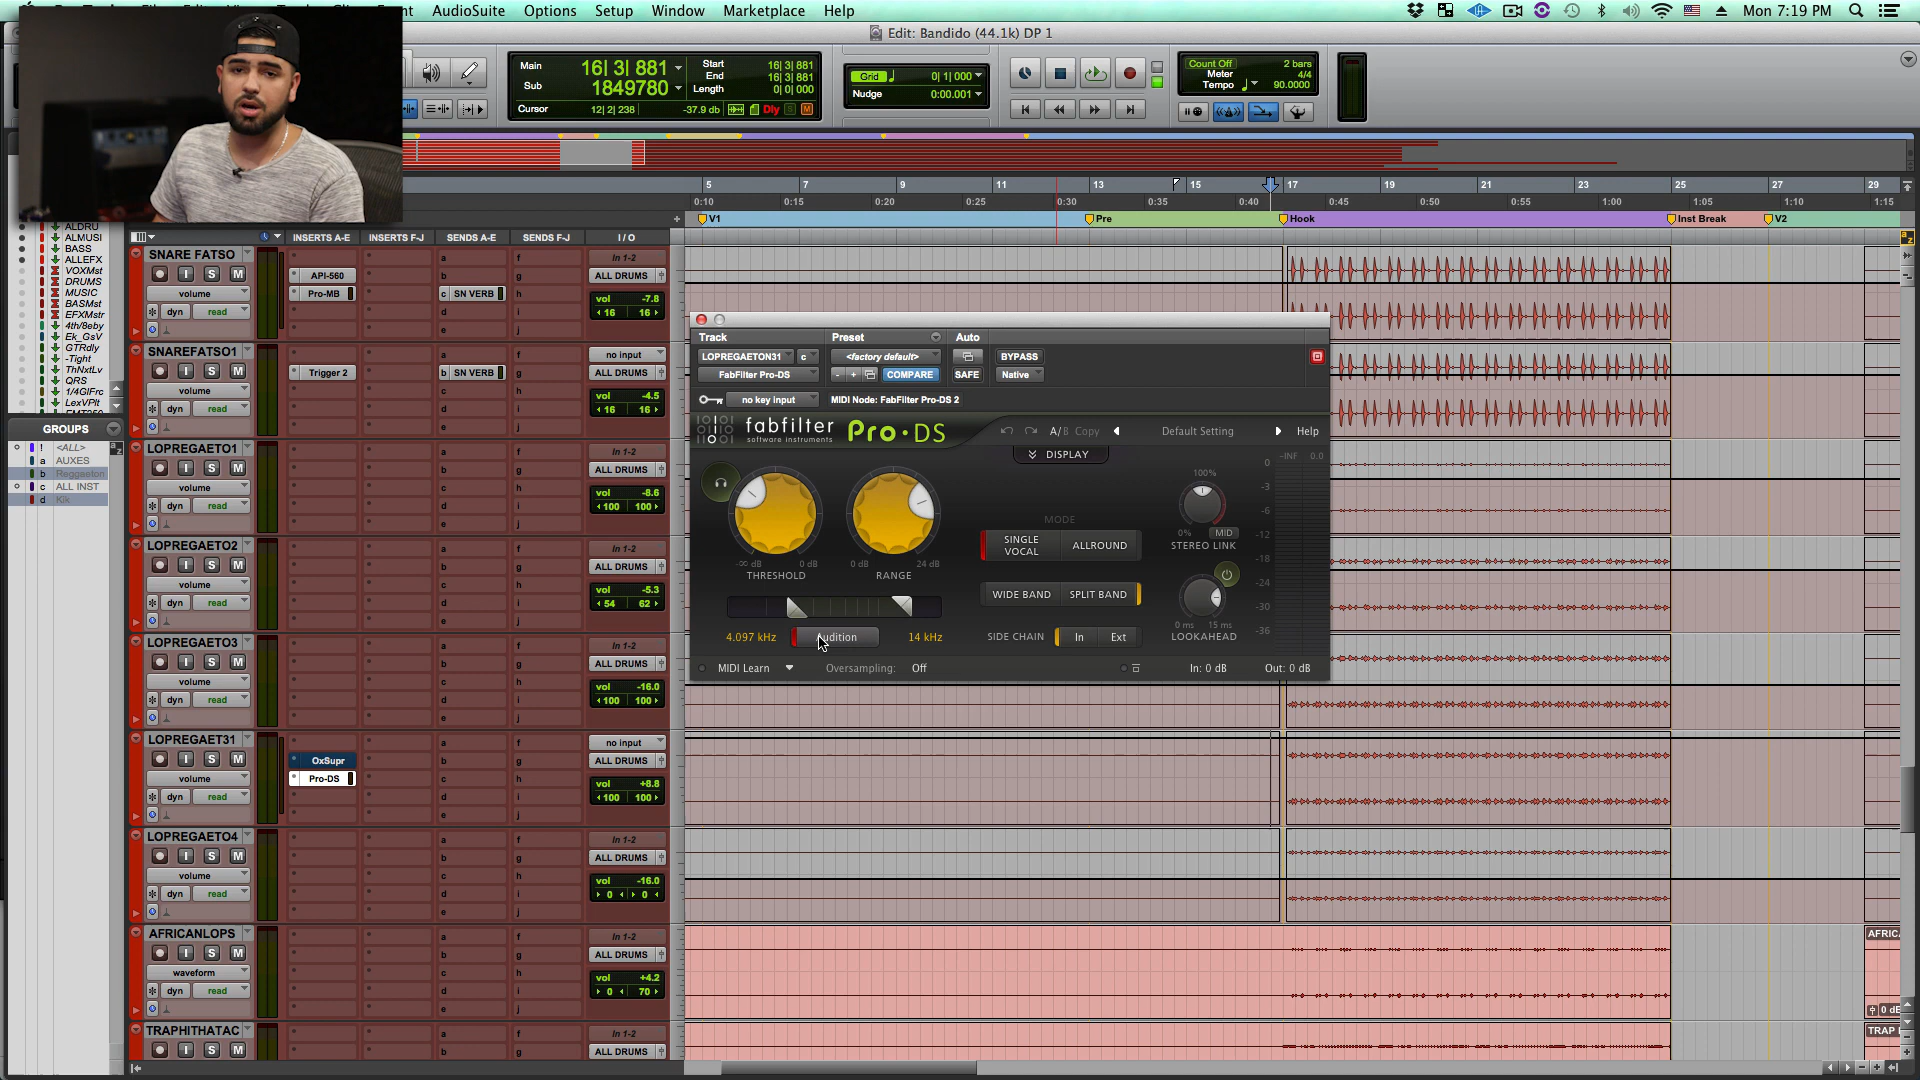 AudioSuite Options Setup Window Marketplace Help
Mon 7:19 PM
Edit: Bandido (44.1k) DP 1
Main 16| 3| 881
Sub 1849780
Start 16| 3| 881
End 16| 3| 881
Length 0| 0| 000
Cursor 12| 2| 238 -37.9 db Dly S M
Grid 0| 1| 000
Nudge 0:00.001
Count Off 2 bars
Meter 4/4
Tempo 90.0000
5 7 9 11 13 15 17 19 21 23 25 27 29
0:10 0:15 0:20 0:25 0:30 0:35 0:40 0:45 0:50 0:55 1:00 1:05 1:10 1:15
V1 Pre Hook Inst Break V2
INSERTS A-E INSERTS F-J SENDS A-E SENDS F-J I / O
ALDRU
ALMUSI
BASS
ALLEFX
VOXMst
DRUMS
MUSIC
BASMst
EFXMstr
4th/8eby
Ek_GsV
GTRdly
-Tight
ThNxtLv
QRS
1/4GlFrc
LexVPlt
GROUPS
! <ALL>
a AUXES
b Reggeeton
c ALL INST
d Kik
SNARE FATSO
I S M
volume
dyn read
API-560
Pro-MB
c SN VERB
In 1-2
ALL DRUMS
vol -7.8
16 16
SNAREFATSO1
I S M
volume
dyn read
Trigger 2
b SN VERB
no input
ALL DRUMS
vol -4.5
16 16
LOPREGAETO1
I S M
volume
dyn read
In 1-2
ALL DRUMS
vol -8.6
100 100
LOPREGAETO2
I S M
volume
dyn read
In 1-2
ALL DRUMS
vol -5.3
54 62
LOPREGAETO3
I S M
volume
dyn read
In 1-2
ALL DRUMS
vol -16.0
100 100
LOPREGAET31
I S M
volume
dyn read
OxSupr
Pro-DS
no input
ALL DRUMS
vol +8.8
100 100
LOPREGAETO4
I S M
volume
dyn read
In 1-2
ALL DRUMS
vol -16.0
0 0
AFRICANLOPS
I S M
waveform
dyn read
In 1-2
ALL DRUMS
vol +4.2
0 70
TRAPHITHATAC
I S M
In 1-2
ALL DRUMS
AFRIC
0 dB
TRAP
Track Preset Auto
LOPREGAETON31 c <factory default> BYPASS
FabFilter Pro-DS - + COMPARE SAFE Native
no key input MIDI Node: FabFilter Pro-DS 2
fabfilter
software instruments
Pro·DS
A/B Copy Default Setting Help
DISPLAY
-INF 0.0
0
-3
-6
-12
-18
-24
-30
-36
-∞ dB 0 dB
THRESHOLD
0 dB 24 dB
RANGE
MODE
SINGLE VOCAL ALLROUND
WIDE BAND SPLIT BAND
100%
0% MID
STEREO LINK
0 ms 15 ms
LOOKAHEAD
4.097 kHz Audition 14 kHz
SIDE CHAIN In Ext
MIDI Learn Oversampling: Off In: 0 dB Out: 0 dB